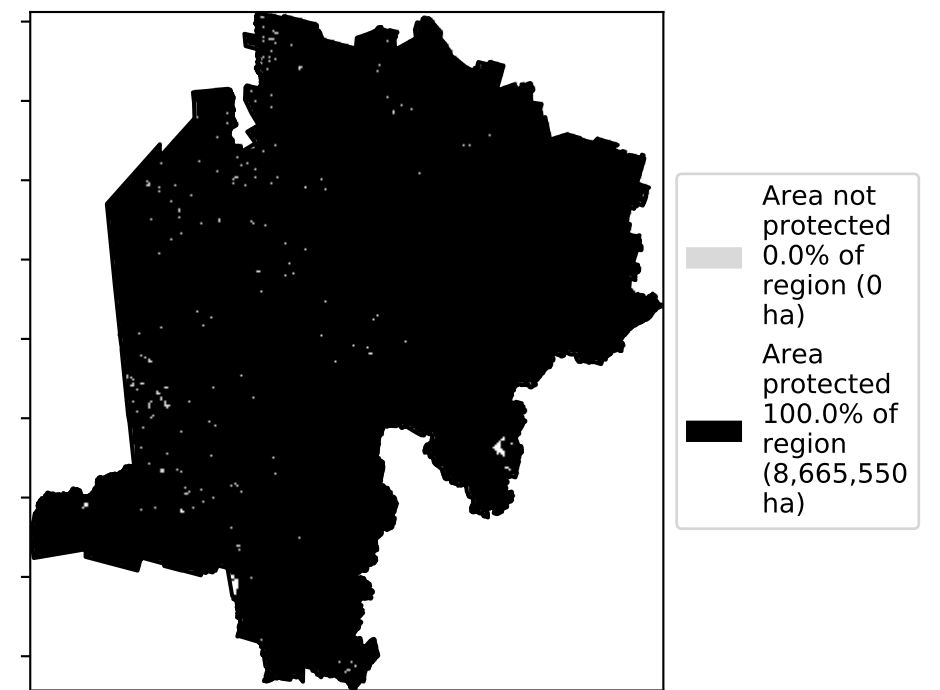 Area not
protected
0.0% of
region (0
ha)
Area
protected
100.0% of
region
(8,665,550
ha)